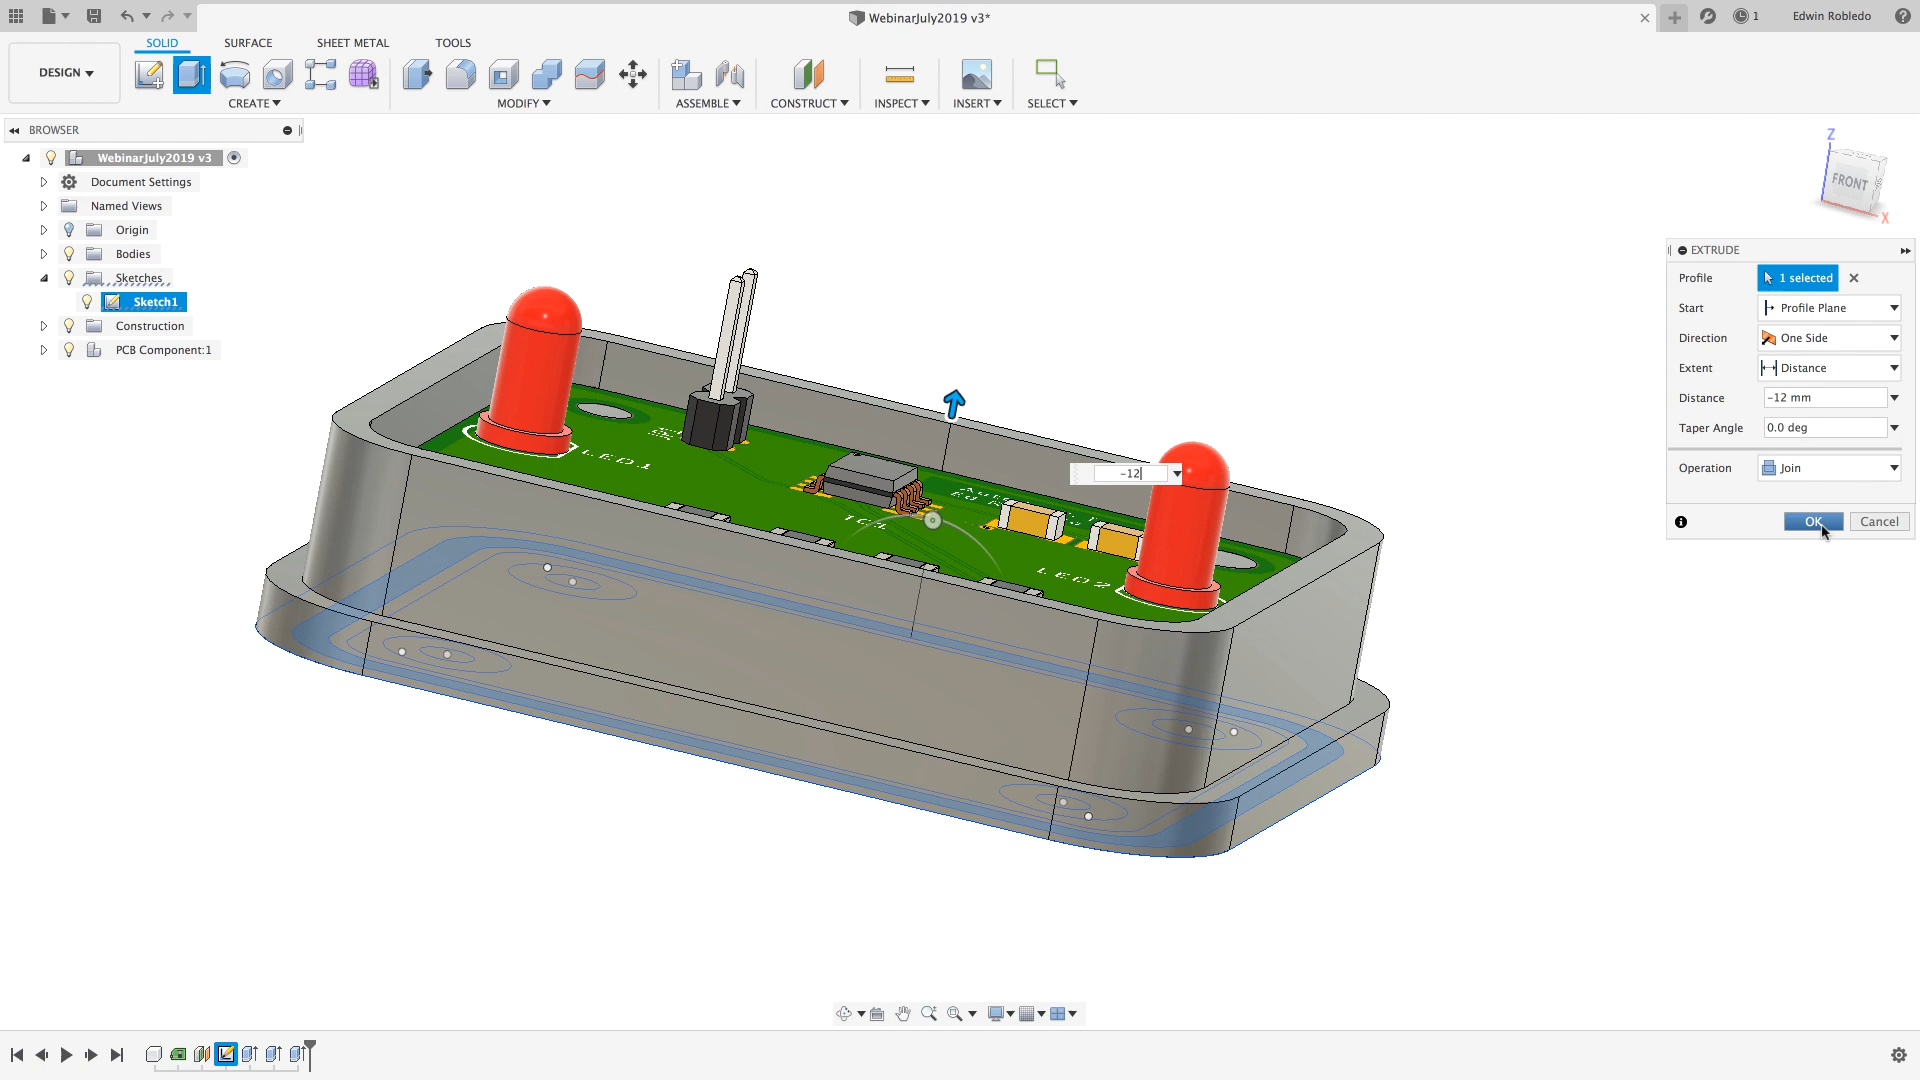 WebinarJuly2019 v3*
1
Edwin Robledo
DESIGN
SOLID
SURFACE
SHEET METAL
TOOLS
CREATE
MODIFY
ASSEMBLE
CONSTRUCT
INSPECT
INSERT
SELECT
BROWSER
WebinarJuly2019 v3
Document Settings
Named Views
Origin
Bodies
Sketches
Sketch1
Construction
PCB Component:1
Z
FRONT
X
EXTRUDE
Profile
1 selected
Start
Profile Plane
Direction
One Side
Extent
Distance
Distance
-12 mm
Taper Angle
0.0 deg
Operation
Join
OK
Cancel
-12
LED1
LED2